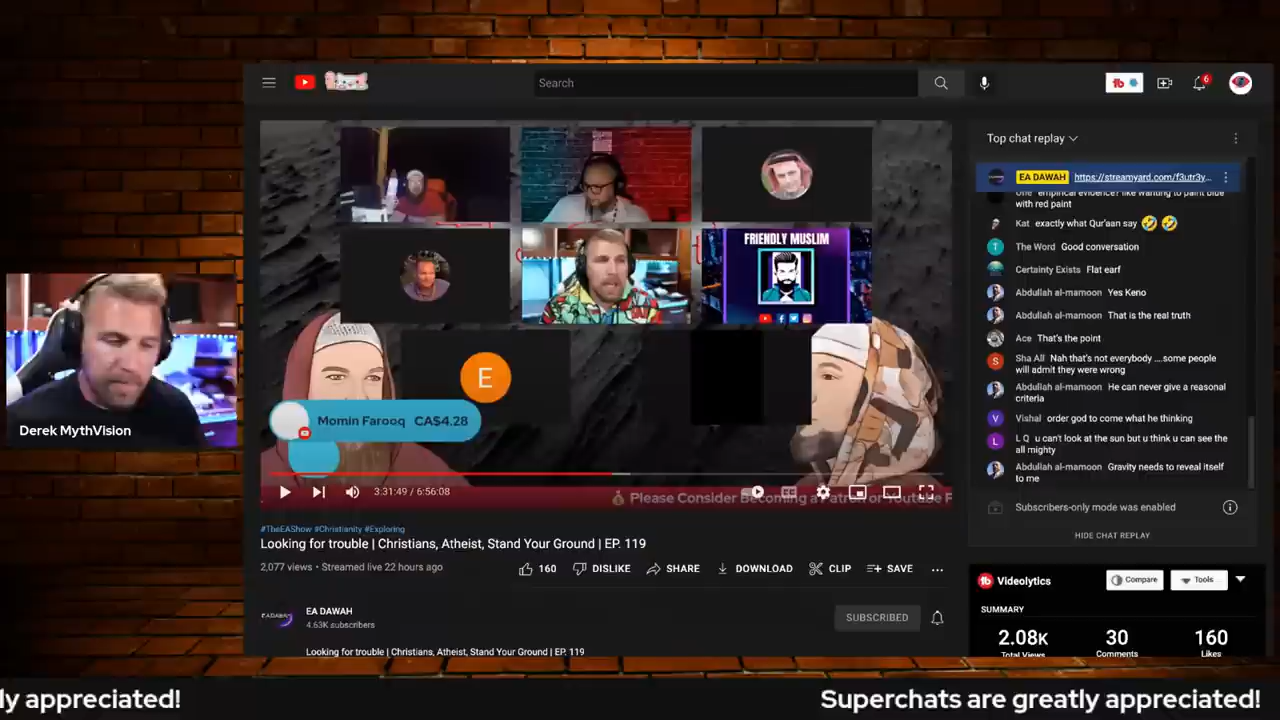 Search
fb
6
Top chat replay
EA DAWAH https://streamyard.com/f3utr3y...
one empirical evidence? like wanting to paint blue
with red paint
Kat exactly what Qur'aan say 🤣 🤣
T The Word Good conversation
Certainty Exists Flat earf
Abdullah al-mamoon Yes Keno
Abdullah al-mamoon That is the real truth
Ace That's the point
S Sha All Nah that's not everybody ....some people
will admit they were wrong
Abdullah al-mamoon He can never give a reasonal
criteria
V Vishal order god to come what he thinking
L L Q u can't look at the sun but u think u can see the
all mighty
Abdullah al-mamoon Gravity needs to reveal itself
to me
Subscribers-only mode was enabled
HIDE CHAT REPLAY
FRIENDLY MUSLIM
E
Momin Farooq CA$4.28
Derek MythVision
3:31:49 / 6:56:08
Please Consider Becoming a Patron or Youtube
#TheEAShow #Christianity #Exploring
Looking for trouble | Christians, Atheist, Stand Your Ground | EP. 119
2,077 views • Streamed live 22 hours ago
160 DISLIKE SHARE DOWNLOAD CLIP SAVE ...
EA DAWAH
4.63K subscribers
SUBSCRIBED
Looking for trouble | Christians, Atheist, Stand Your Ground | EP. 119
fb Videolytics Compare Tools
SUMMARY
2.08K 30 160
Total Views Comments Likes
ly appreciated! Superchats are greatly appreciated!